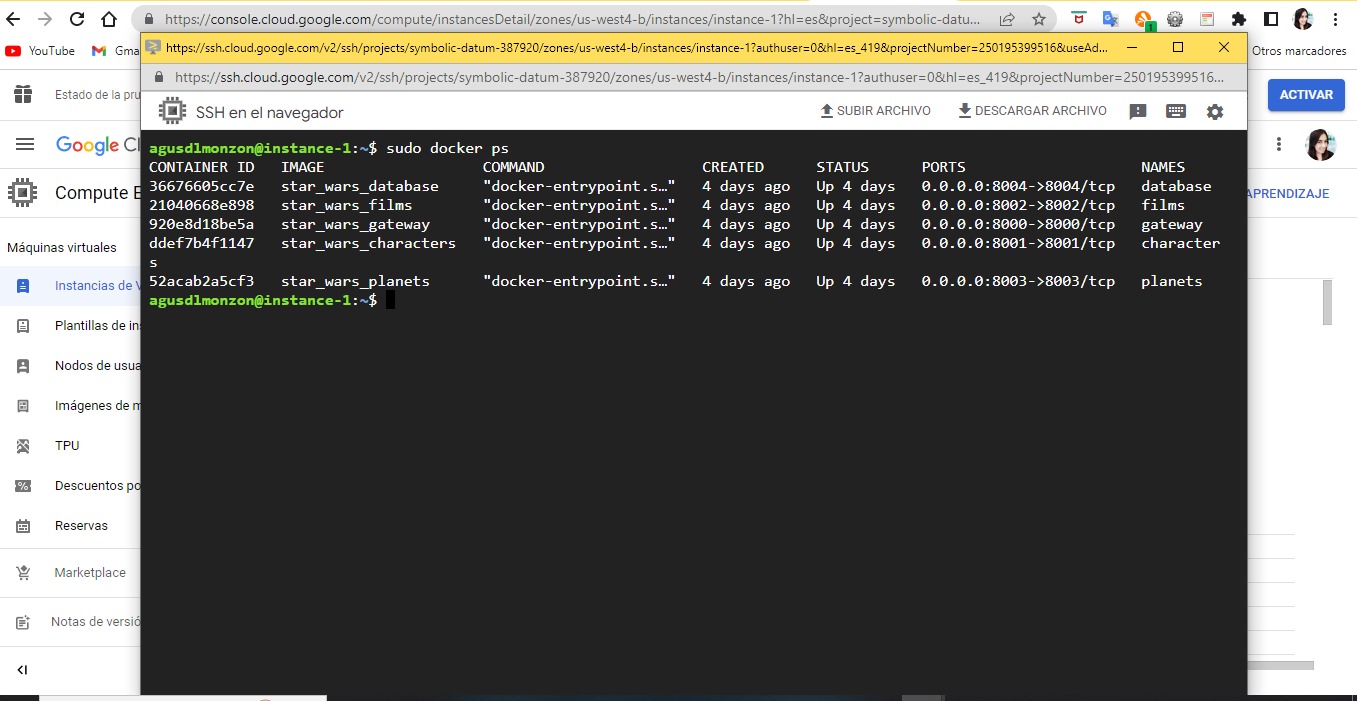 https://console.cloud.google.com/compute/instancesDetail/zones/us-west4-b/instances/instance-1?hl=es&project=symbolic-datu...
YouTube
Gma
Otros marcadores
https://ssh.cloud.google.com/v2/ssh/projects/symbolic-datum-387920/zones/us-west4-b/instances/instance-1?authuser=0&hl=es_419&projectNumber=250195399516&useAd...
https://ssh.cloud.google.com/v2/ssh/projects/symbolic-datum-387920/zones/us-west4-b/instances/instance-1?authuser=0&hl=es_419&projectNumber=250195399516...
Estado de la pru
ACTIVAR
SSH en el navegador
SUBIR ARCHIVO
DESCARGAR ARCHIVO
Google Cl
Compute E
APRENDIZAJE
Máquinas virtuales
Instancias de V
Plantillas de in
Nodos de usua
Imágenes de m
TPU
Descuentos po
Reservas
Marketplace
Notas de versió
agusdlmonzon@instance-1:~$ sudo docker ps
CONTAINER ID IMAGE COMMAND CREATED STATUS PORTS NAMES
36676605cc7e star_wars_database "docker-entrypoint.s…" 4 days ago Up 4 days 0.0.0.0:8004->8004/tcp database
21040668e898 star_wars_films "docker-entrypoint.s…" 4 days ago Up 4 days 0.0.0.0:8002->8002/tcp films
920e8d18be5a star_wars_gateway "docker-entrypoint.s…" 4 days ago Up 4 days 0.0.0.0:8000->8000/tcp gateway
ddef7b4f1147 star_wars_characters "docker-entrypoint.s…" 4 days ago Up 4 days 0.0.0.0:8001->8001/tcp character
s
52acab2a5cf3 star_wars_planets "docker-entrypoint.s…" 4 days ago Up 4 days 0.0.0.0:8003->8003/tcp planets
agusdlmonzon@instance-1:~$